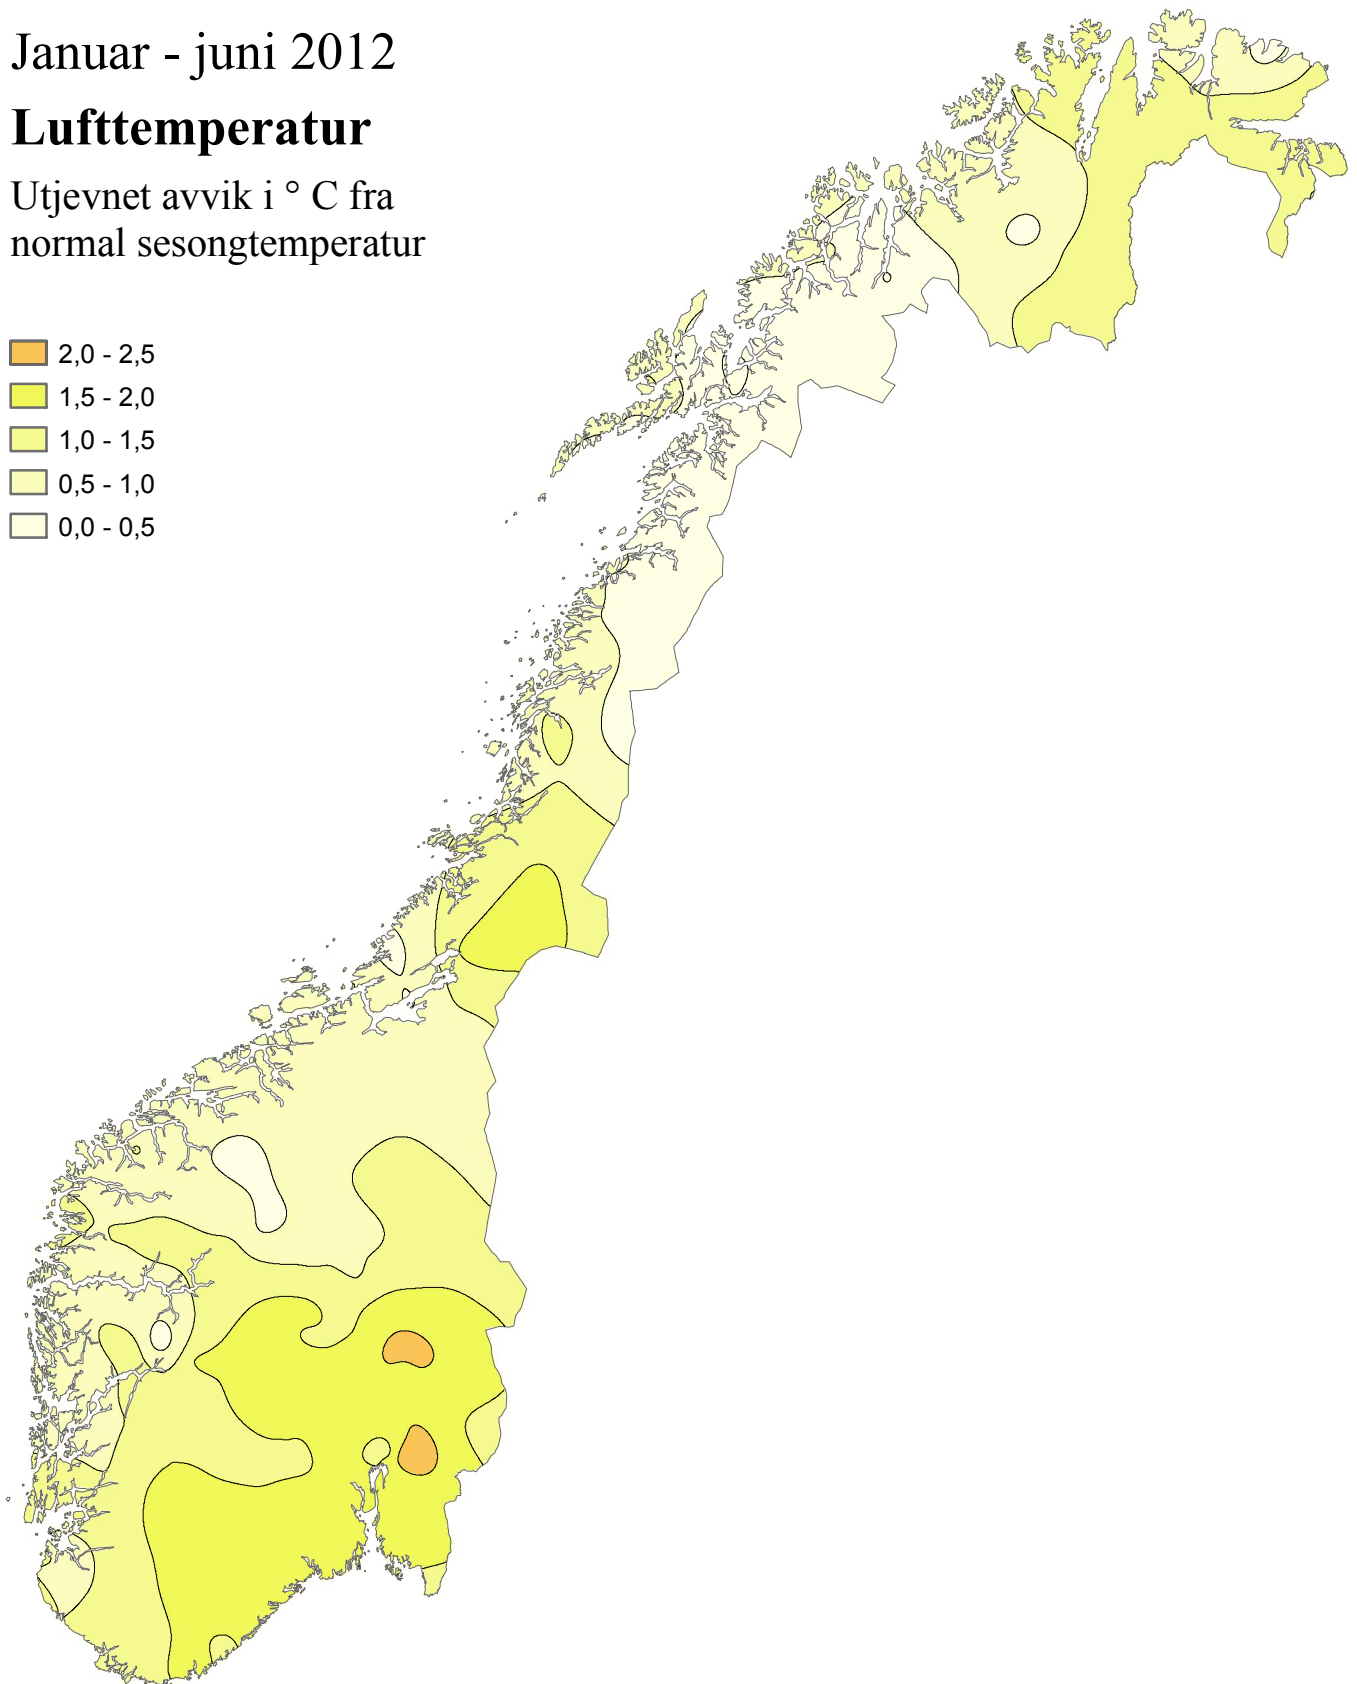 Januar - juni 2012
Lufttemperatur
Utjevnet avvik i ° C fra
normal sesongtemperatur
2,0 - 2,5
1,5 - 2,0
1,0 - 1,5
0,5 - 1,0
0,0 - 0,5